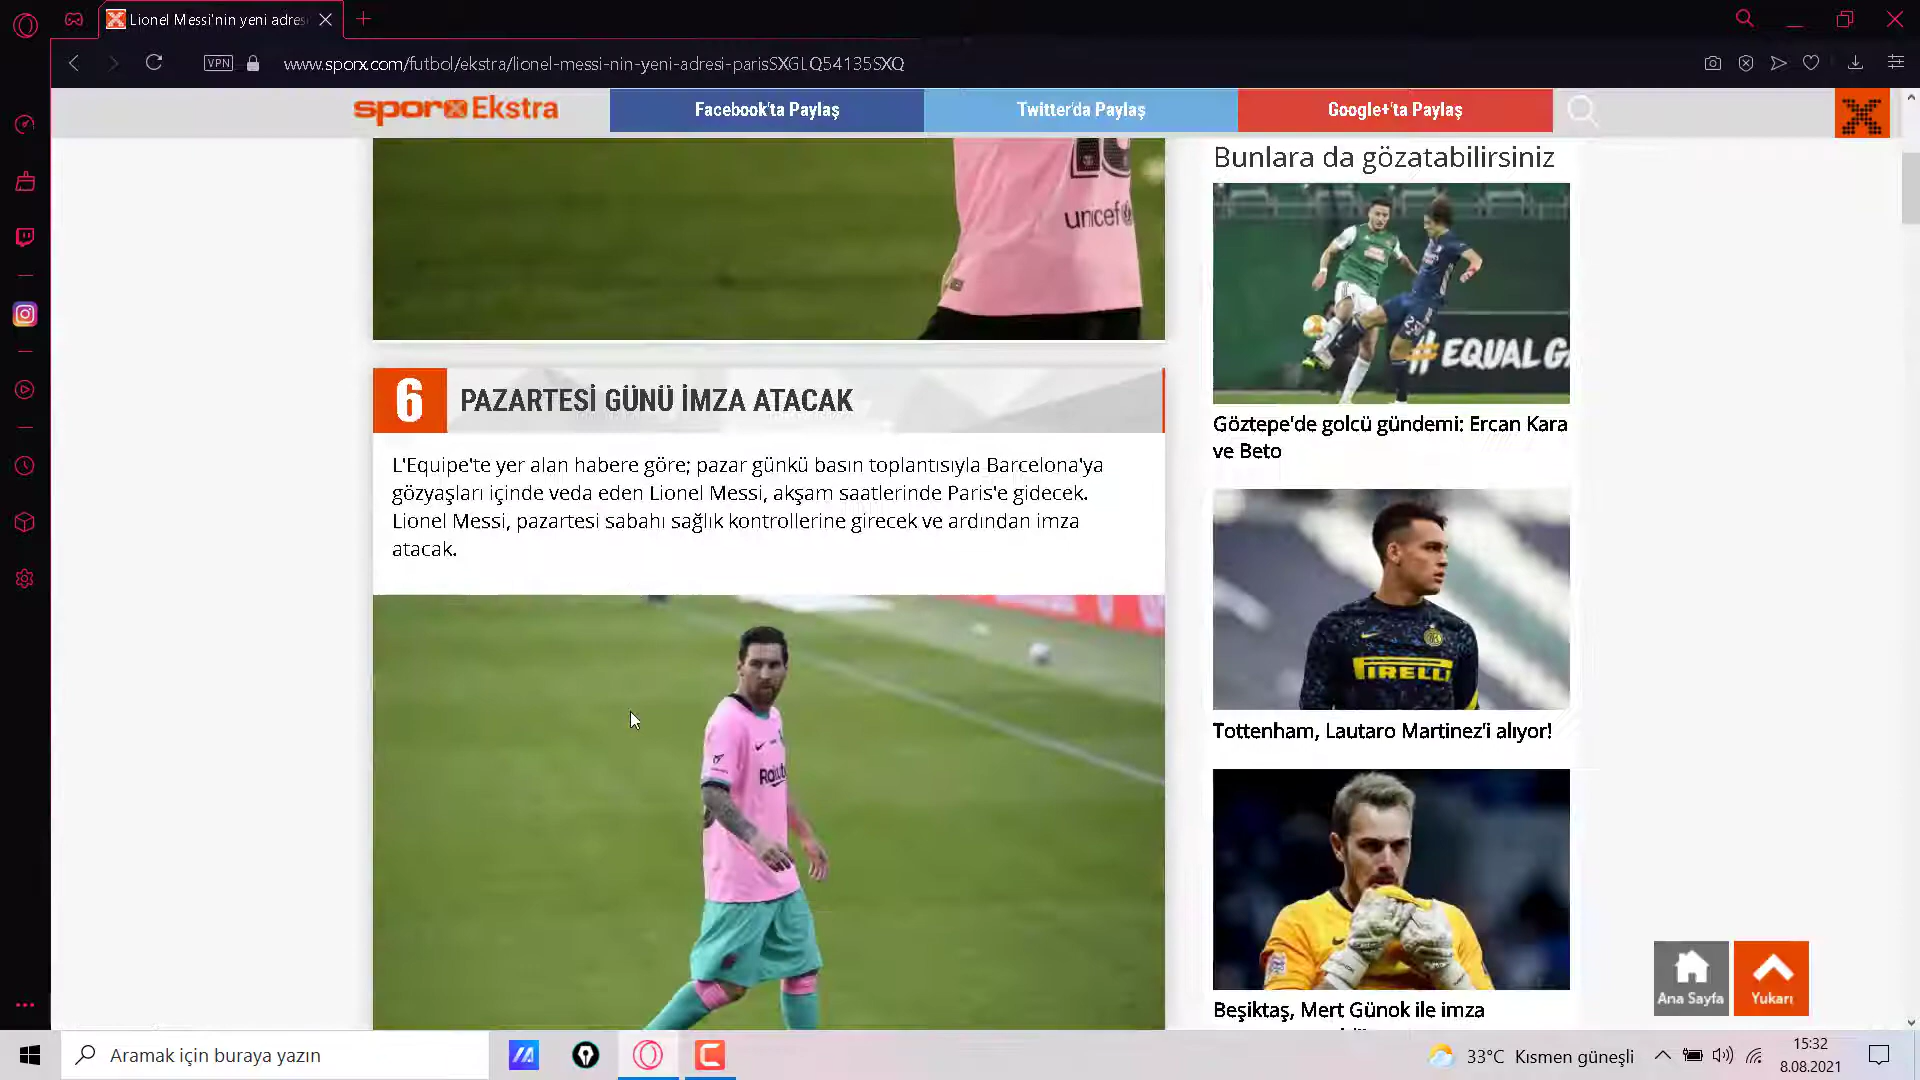 Lionel Messi'nin yeni adres
VPN
www.sporx.com/futbol/ekstra/lionel-messi-nin-yeni-adresi-parisSXGLQ54135SXQ
sporx Ekstra
Facebook'ta Paylaş
Twitter'da Paylaş
Google+'ta Paylaş
unicef
6
PAZARTESİ GÜNÜ İMZA ATACAK
L'Equipe'te yer alan habere göre; pazar günkü basın toplantısıyla Barcelona'ya
gözyaşları içinde veda eden Lionel Messi, akşam saatlerinde Paris'e gidecek.
Lionel Messi, pazartesi sabahı sağlık kontrollerine girecek ve ardından imza
atacak.
Bunlara da gözatabilirsiniz
#EQUAL GA
Göztepe'de golcü gündemi: Ercan Kara
ve Beto
PIRELLI
Tottenham, Lautaro Martinez'i alıyor!
Beşiktaş, Mert Günok ile imza
Ana Sayfa
Yukarı
Aramak için buraya yazın
33°C Kısmen güneşli
15:32
8.08.2021